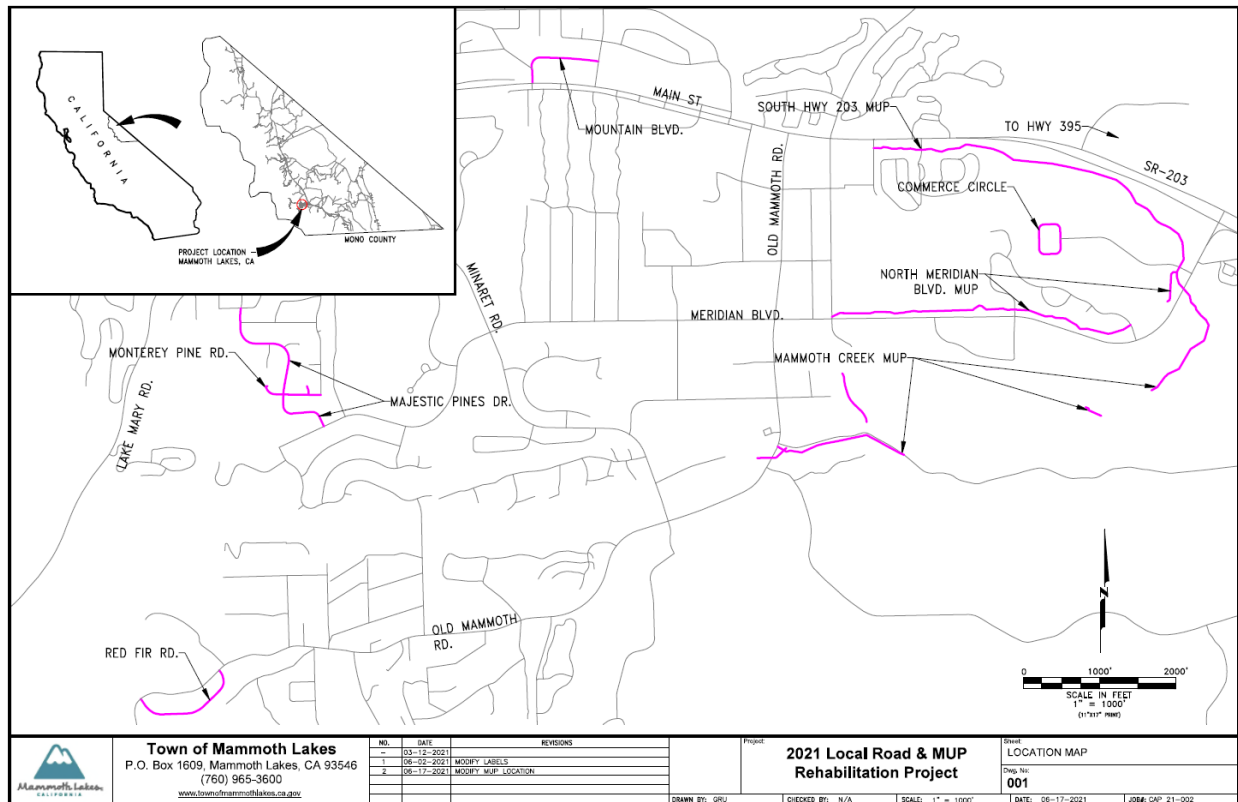 CALIFORNIA
PROJECT LOCATION –
MAMMOTH LAKES, CA
MONO COUNTY
MAIN ST
MOUNTAIN BLVD.
SOUTH HWY 203 MUP
TO HWY 395
SR-203
OLD MAMMOTH RD.
COMMERCE CIRCLE
NORTH MERIDIAN
BLVD. MUP
MINARET RD.
MERIDIAN BLVD.
MONTEREY PINE RD.
MAMMOTH CREEK MUP
LAKE MARY RD.
MAJESTIC PINES DR.
OLD MAMMOTH
RD.
RED FIR RD.
N
0 1000' 2000'
SCALE IN FEET
1" = 1000'
(11"X17" PRINT)
Mammoth Lakes
CALIFORNIA
Town of Mammoth Lakes
P.O. Box 1609, Mammoth Lakes, CA 93546
(760) 965-3600
www.townofmammothlakes.ca.gov
NO. DATE REVISIONS
– 03-12-2021
1 06-02-2021 MODIFY LABELS
2 06-17-2021 MODIFY MUP LOCATION
Project:
2021 Local Road & MUP
Rehabilitation Project
Sheet:
LOCATION MAP
Dwg. No:
001
DRAWN BY: GRU CHECKED BY: N/A SCALE: 1" = 1000' DATE: 06-17-2021 JOB#: CAP 21-002